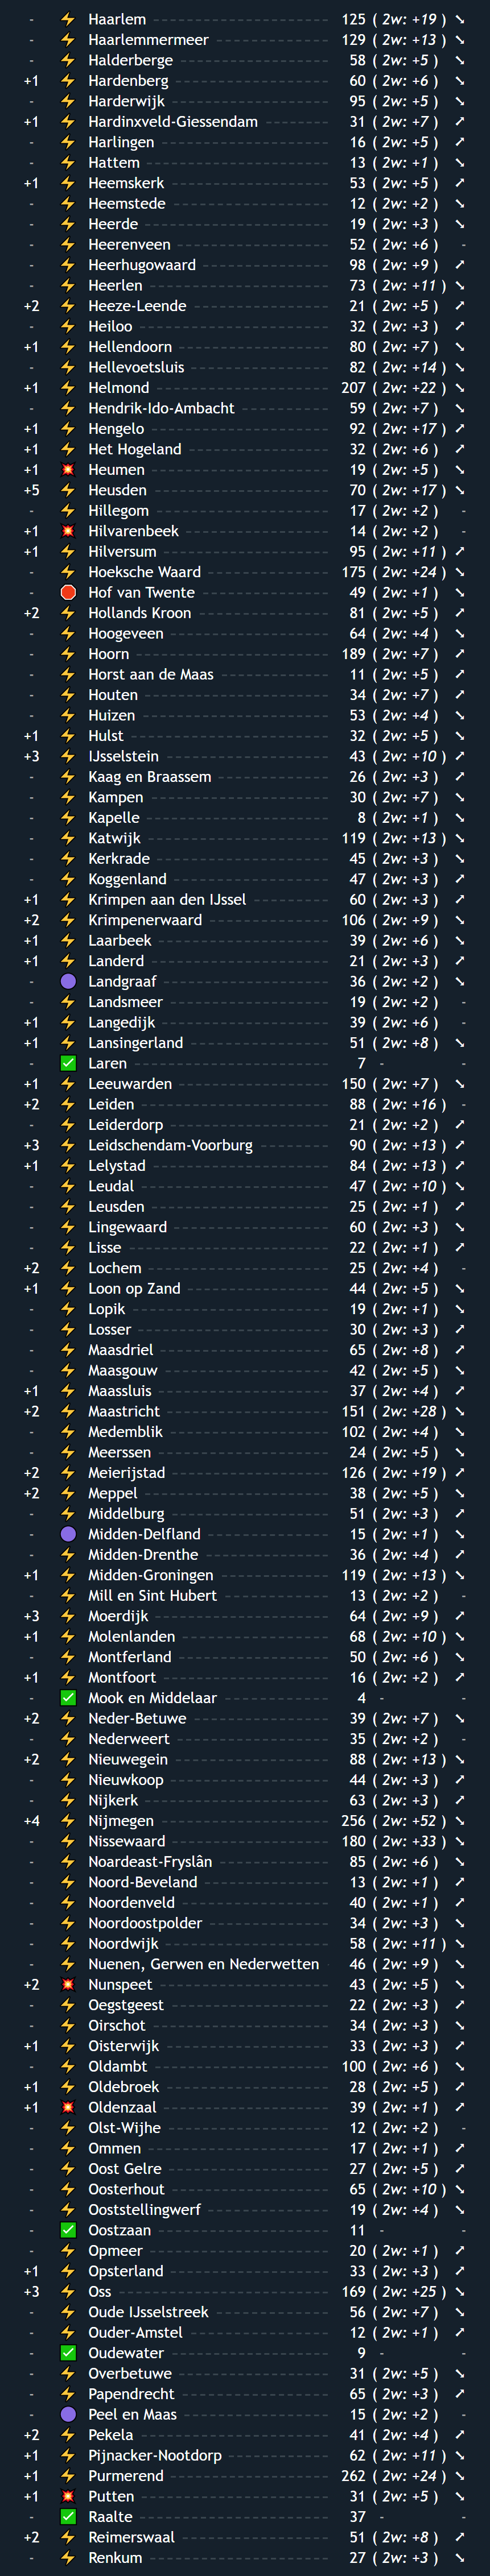 - ⚡ Haarlem 125 ( 2w: +19 ) ➘
- ⚡ Haarlemmermeer 129 ( 2w: +13 ) ➘
- ⚡ Halderberge 58 ( 2w: +5 ) ➘
+1 ⚡ Hardenberg 60 ( 2w: +6 ) ➘
- ⚡ Harderwijk 95 ( 2w: +5 ) ➘
+1 ⚡ Hardinxveld-Giessendam 31 ( 2w: +7 ) ➚
- ⚡ Harlingen 16 ( 2w: +5 ) ➚
- ⚡ Hattem 13 ( 2w: +1 ) ➘
+1 ⚡ Heemskerk 53 ( 2w: +5 ) ➚
- ⚡ Heemstede 12 ( 2w: +2 ) ➘
- ⚡ Heerde 19 ( 2w: +3 ) ➘
- ⚡ Heerenveen 52 ( 2w: +6 ) -
- ⚡ Heerhugowaard 98 ( 2w: +9 ) ➚
- ⚡ Heerlen 73 ( 2w: +11 ) ➘
+2 ⚡ Heeze-Leende 21 ( 2w: +5 ) ➚
- ⚡ Heiloo 32 ( 2w: +3 ) ➚
+1 ⚡ Hellendoorn 80 ( 2w: +7 ) ➘
- ⚡ Hellevoetsluis 82 ( 2w: +14 ) ➘
+1 ⚡ Helmond 207 ( 2w: +22 ) ➘
- ⚡ Hendrik-Ido-Ambacht 59 ( 2w: +7 ) ➘
+1 ⚡ Hengelo 92 ( 2w: +17 ) ➚
+1 ⚡ Het Hogeland 32 ( 2w: +6 ) ➚
+1 💥 Heumen 19 ( 2w: +5 ) ➘
+5 ⚡ Heusden 70 ( 2w: +17 ) ➘
- ⚡ Hillegom 17 ( 2w: +2 ) -
+1 💥 Hilvarenbeek 14 ( 2w: +2 ) -
+1 ⚡ Hilversum 95 ( 2w: +11 ) ➚
- ⚡ Hoeksche Waard 175 ( 2w: +24 ) ➘
- 🛑 Hof van Twente 49 ( 2w: +1 ) ➘
+2 ⚡ Hollands Kroon 81 ( 2w: +5 ) ➚
- ⚡ Hoogeveen 64 ( 2w: +4 ) ➘
- ⚡ Hoorn 189 ( 2w: +7 ) ➚
- ⚡ Horst aan de Maas 11 ( 2w: +5 ) ➚
- ⚡ Houten 34 ( 2w: +7 ) ➚
- ⚡ Huizen 53 ( 2w: +4 ) ➘
+1 ⚡ Hulst 32 ( 2w: +5 ) ➘
+3 ⚡ IJsselstein 43 ( 2w: +10 ) ➚
- ⚡ Kaag en Braassem 26 ( 2w: +3 ) ➚
- ⚡ Kampen 30 ( 2w: +7 ) ➘
- ⚡ Kapelle 8 ( 2w: +1 ) ➘
- ⚡ Katwijk 119 ( 2w: +13 ) ➘
- ⚡ Kerkrade 45 ( 2w: +3 ) ➘
- ⚡ Koggenland 47 ( 2w: +3 ) ➚
+1 ⚡ Krimpen aan den IJssel 60 ( 2w: +3 ) ➚
+2 ⚡ Krimpenerwaard 106 ( 2w: +9 ) ➘
+1 ⚡ Laarbeek 39 ( 2w: +6 ) ➘
+1 ⚡ Landerd 21 ( 2w: +3 ) ➚
- 🟣 Landgraaf 36 ( 2w: +2 ) ➘
- ⚡ Landsmeer 19 ( 2w: +2 ) -
+1 ⚡ Langedijk 39 ( 2w: +6 ) -
+1 ⚡ Lansingerland 51 ( 2w: +8 ) ➘
- ✅ Laren 7 - -
+1 ⚡ Leeuwarden 150 ( 2w: +7 ) ➘
+2 ⚡ Leiden 88 ( 2w: +16 ) -
- ⚡ Leiderdorp 21 ( 2w: +2 ) ➚
+3 ⚡ Leidschendam-Voorburg 90 ( 2w: +13 ) ➚
+1 ⚡ Lelystad 84 ( 2w: +13 ) ➚
- ⚡ Leudal 47 ( 2w: +10 ) ➘
- ⚡ Leusden 25 ( 2w: +1 ) ➚
- ⚡ Lingewaard 60 ( 2w: +3 ) ➘
- ⚡ Lisse 22 ( 2w: +1 ) ➚
+2 ⚡ Lochem 25 ( 2w: +4 ) -
+1 ⚡ Loon op Zand 44 ( 2w: +5 ) ➘
- ⚡ Lopik 19 ( 2w: +1 ) ➘
- ⚡ Losser 30 ( 2w: +3 ) ➚
- ⚡ Maasdriel 65 ( 2w: +8 ) ➚
- ⚡ Maasgouw 42 ( 2w: +5 ) ➘
+1 ⚡ Maassluis 37 ( 2w: +4 ) ➚
+2 ⚡ Maastricht 151 ( 2w: +28 ) ➘
- ⚡ Medemblik 102 ( 2w: +4 ) ➘
- ⚡ Meerssen 24 ( 2w: +5 ) ➘
+2 ⚡ Meierijstad 126 ( 2w: +19 ) ➚
+2 ⚡ Meppel 38 ( 2w: +5 ) ➘
- ⚡ Middelburg 51 ( 2w: +3 ) ➚
- 🟣 Midden-Delfland 15 ( 2w: +1 ) ➘
- ⚡ Midden-Drenthe 36 ( 2w: +4 ) ➚
+1 ⚡ Midden-Groningen 119 ( 2w: +13 ) ➘
- ⚡ Mill en Sint Hubert 13 ( 2w: +2 ) -
+3 ⚡ Moerdijk 64 ( 2w: +9 ) ➚
+1 ⚡ Molenlanden 68 ( 2w: +10 ) ➘
- ⚡ Montferland 50 ( 2w: +6 ) ➘
+1 ⚡ Montfoort 16 ( 2w: +2 ) ➚
- ✅ Mook en Middelaar 4 - -
+2 ⚡ Neder-Betuwe 39 ( 2w: +7 ) ➘
- ⚡ Nederweert 35 ( 2w: +2 ) -
+2 ⚡ Nieuwegein 88 ( 2w: +13 ) ➘
- ⚡ Nieuwkoop 44 ( 2w: +3 ) ➚
- ⚡ Nijkerk 63 ( 2w: +3 ) ➚
+4 ⚡ Nijmegen 256 ( 2w: +52 ) ➘
- ⚡ Nissewaard 180 ( 2w: +33 ) ➘
- ⚡ Noardeast-Fryslân 85 ( 2w: +6 ) ➘
- ⚡ Noord-Beveland 13 ( 2w: +1 ) ➚
- ⚡ Noordenveld 40 ( 2w: +1 ) ➚
- ⚡ Noordoostpolder 34 ( 2w: +3 ) ➘
- ⚡ Noordwijk 58 ( 2w: +11 ) ➘
- ⚡ Nuenen, Gerwen en Nederwetten 46 ( 2w: +9 ) ➘
+2 💥 Nunspeet 43 ( 2w: +5 ) ➘
- ⚡ Oegstgeest 22 ( 2w: +3 ) ➚
- ⚡ Oirschot 34 ( 2w: +3 ) ➘
+1 ⚡ Oisterwijk 33 ( 2w: +3 ) ➚
- ⚡ Oldambt 100 ( 2w: +6 ) ➘
+1 ⚡ Oldebroek 28 ( 2w: +5 ) ➚
+1 💥 Oldenzaal 39 ( 2w: +1 ) ➚
- ⚡ Olst-Wijhe 12 ( 2w: +2 ) -
- ⚡ Ommen 17 ( 2w: +1 ) ➚
- ⚡ Oost Gelre 27 ( 2w: +5 ) ➚
- ⚡ Oosterhout 65 ( 2w: +10 ) ➘
- ⚡ Ooststellingwerf 19 ( 2w: +4 ) ➘
- ✅ Oostzaan 11 - -
- ⚡ Opmeer 20 ( 2w: +1 ) ➚
+1 ⚡ Opsterland 33 ( 2w: +3 ) ➚
+3 ⚡ Oss 169 ( 2w: +25 ) ➘
- ⚡ Oude IJsselstreek 56 ( 2w: +7 ) ➘
- ⚡ Ouder-Amstel 12 ( 2w: +1 ) ➚
- ✅ Oudewater 9 - -
- ⚡ Overbetuwe 31 ( 2w: +5 ) ➘
- ⚡ Papendrecht 65 ( 2w: +3 ) ➚
- 🟣 Peel en Maas 15 ( 2w: +2 ) -
+2 ⚡ Pekela 41 ( 2w: +4 ) ➚
+1 ⚡ Pijnacker-Nootdorp 62 ( 2w: +11 ) ➘
+1 ⚡ Purmerend 262 ( 2w: +24 ) ➘
+1 💥 Putten 31 ( 2w: +5 ) ➘
- ✅ Raalte 37 - -
+2 ⚡ Reimerswaal 51 ( 2w: +8 ) ➚
- ⚡ Renkum 27 ( 2w: +3 ) ➘